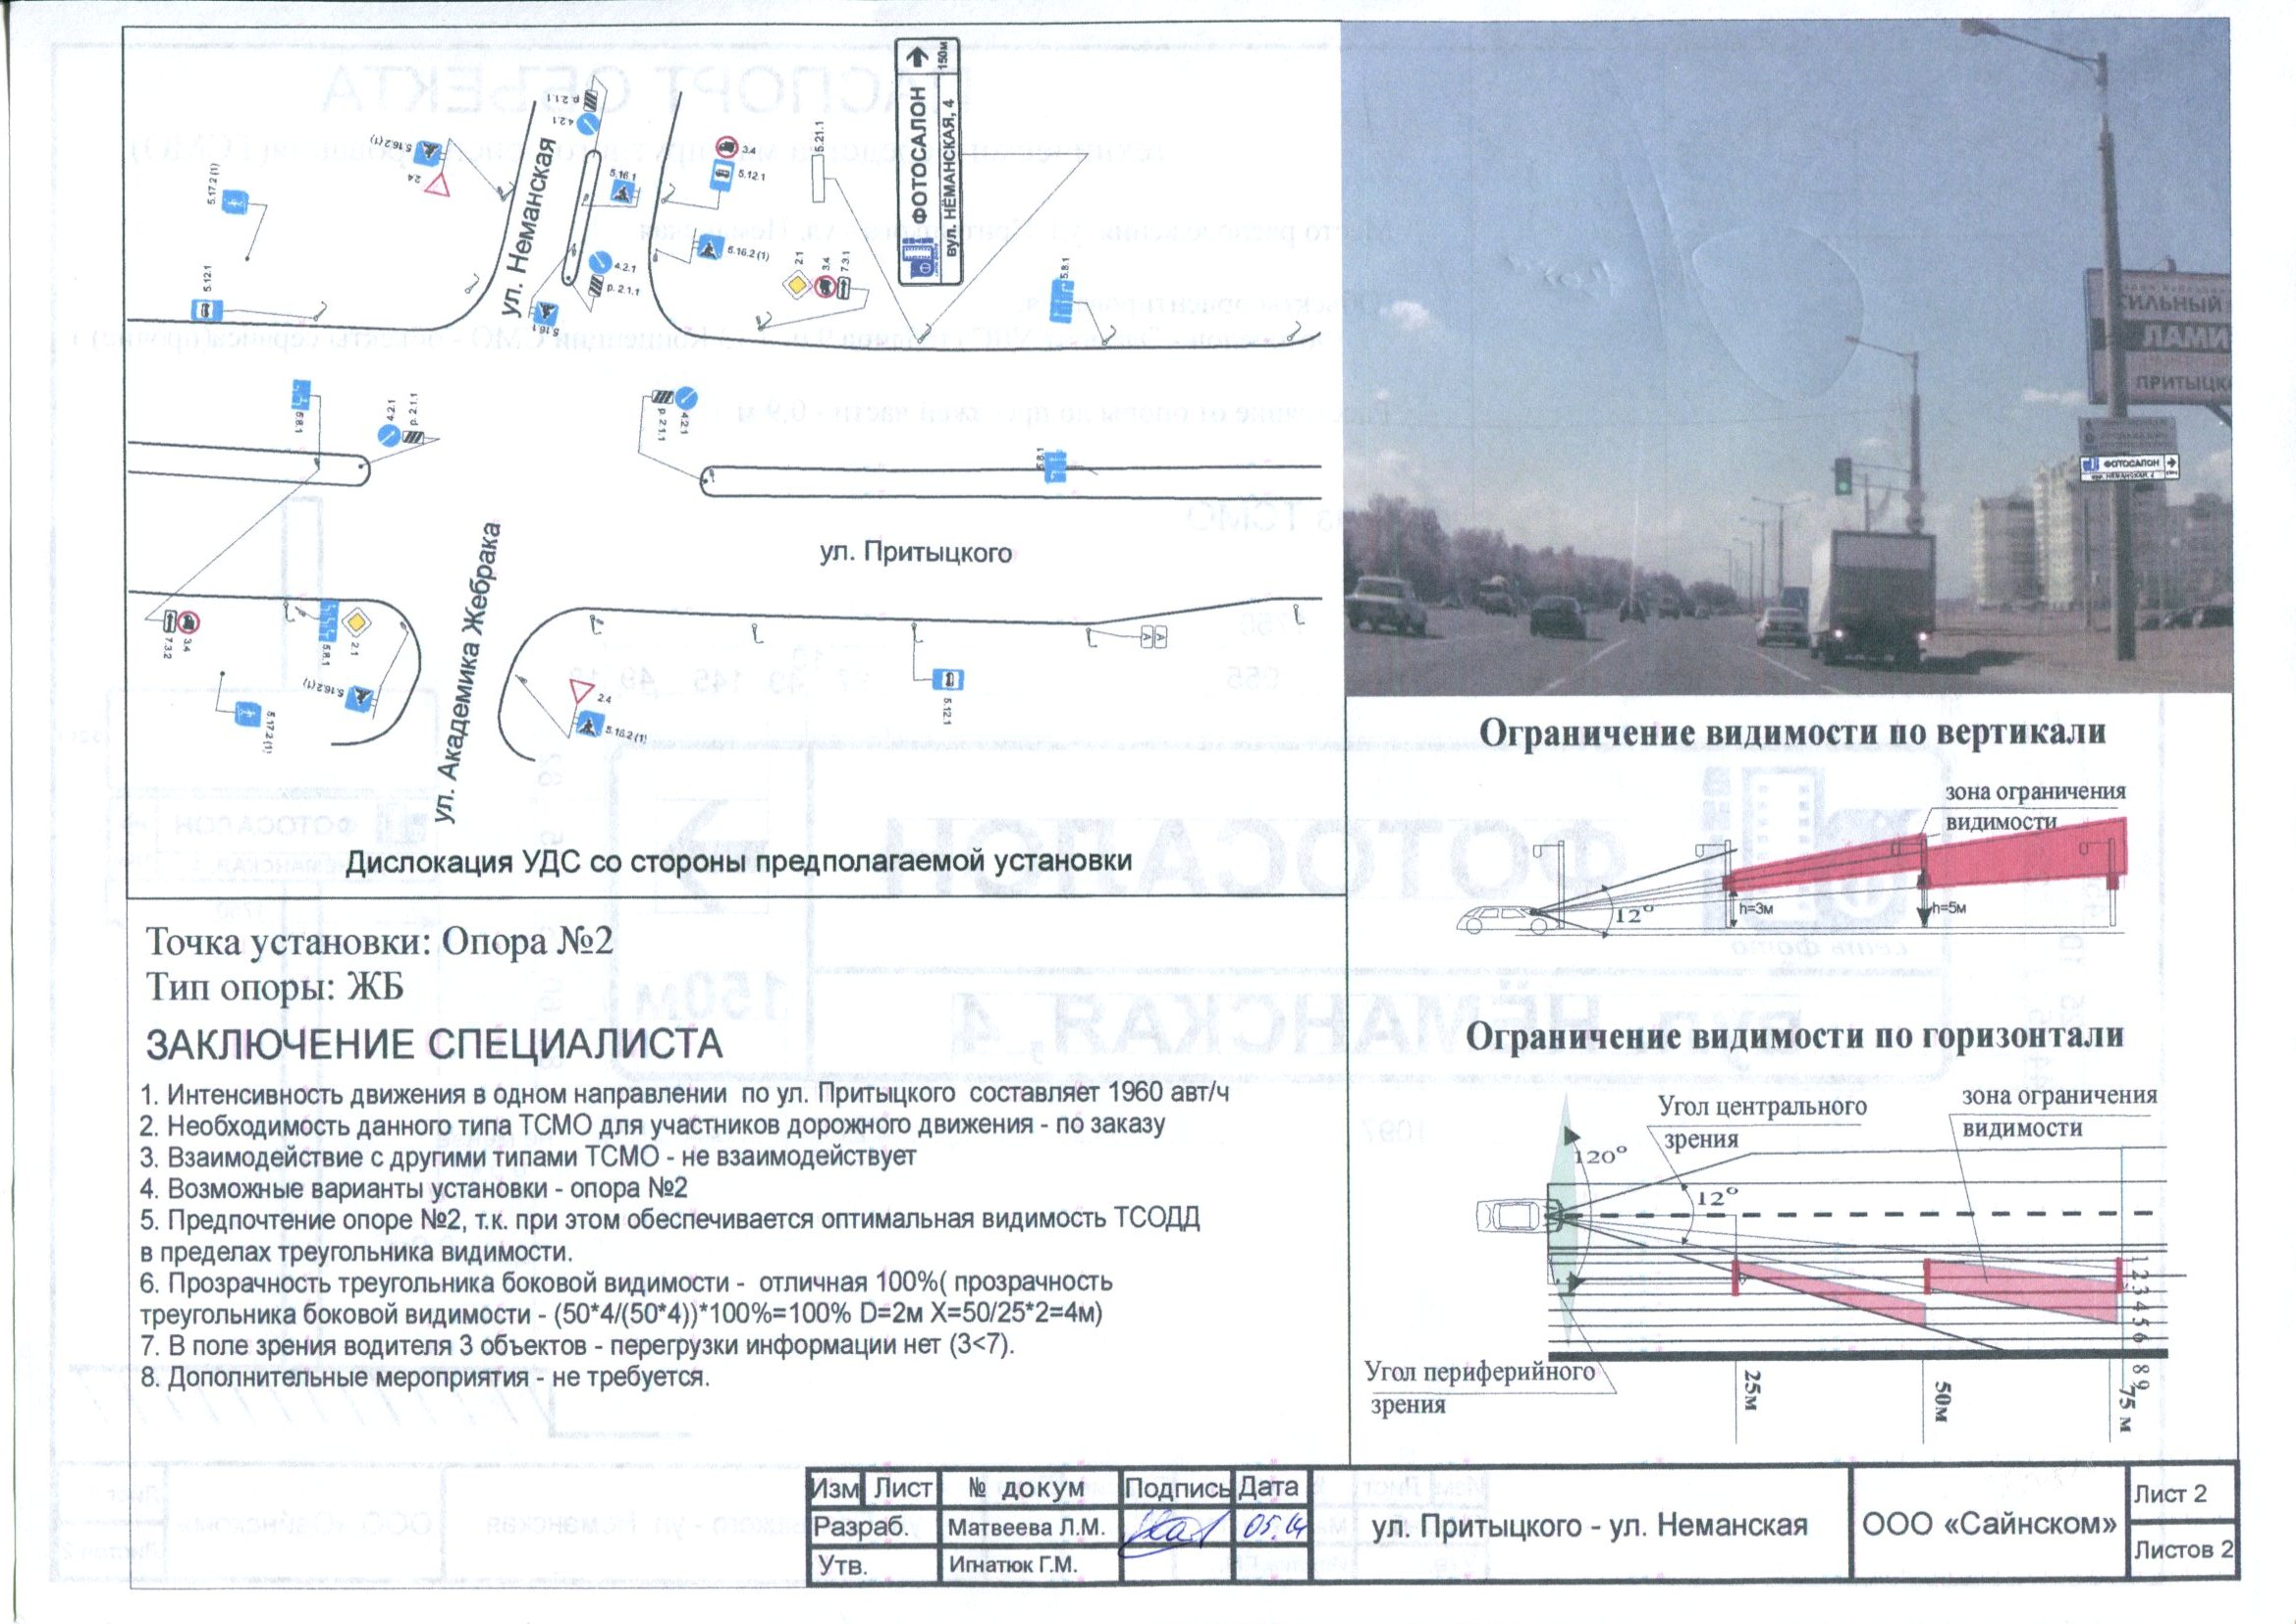 ул. Неманская
р. 2.1.1
4.2.1
5.16.2 (1)
2.4
5.17.2 (1)
5.12.1
5.16.1
3.4
5.12.1
5.16.2 (1)
4.2.1
р. 2.1.1
5.16.1
2.1
3.4
7.3.1
5.21.1
ФОТОСАЛОН
150м
вул. НЁМАНСКАЯ, 4
5.8.1
5.8.1
4.2.1
р 2.1.1
р 2.1.1
4.2.1
5.8.1
ул. Притыцкого
ул. Академика Жебрака
7.3.2
3.4
5.8.1
2.1
5.16.2(1)
5.17.2 (1)
2.4
5.16.2 (1)
5.12.1
А А
Дислокация УДС со стороны предполагаемой установки
СИЛЬНЫЙ
ЛАМИ
ПРИТЫЦК
ФОТОСАЛОН
Ограничение видимости по вертикали
зона ограничения
видимости
12°
h=3м
h=5м
Ограничение видимости по горизонтали
Угол центрального
зрения
зона ограничения
видимости
120°
12°
1 2 3 4 5 6 8 9
Угол периферийного
зрения
25м
50м
75 м
Точка установки: Опора №2
Тип опоры: ЖБ
ЗАКЛЮЧЕНИЕ СПЕЦИАЛИСТА
1. Интенсивность движения в одном направлении по ул. Притыцкого составляет 1960 авт/ч
2. Необходимость данного типа ТСМО для участников дорожного движения - по заказу
3. Взаимодействие с другими типами ТСМО - не взаимодействует
4. Возможные варианты установки - опора №2
5. Предпочтение опоре №2, т.к. при этом обеспечивается оптимальная видимость ТСОДД
в пределах треугольника видимости.
6. Прозрачность треугольника боковой видимости - отличная 100%( прозрачность
треугольника боковой видимости - (50*4/(50*4))*100%=100% D=2м X=50/25*2=4м)
7. В поле зрения водителя 3 объектов - перегрузки информации нет (3<7).
8. Дополнительные мероприятия - не требуется.
Изм Лист № докум Подпись Дата
Разраб. Матвеева Л.М.
Утв. Игнатюк Г.М.
ул. Притыцкого - ул. Неманская
ООО «Сайнском»
Лист 2
Листов 2